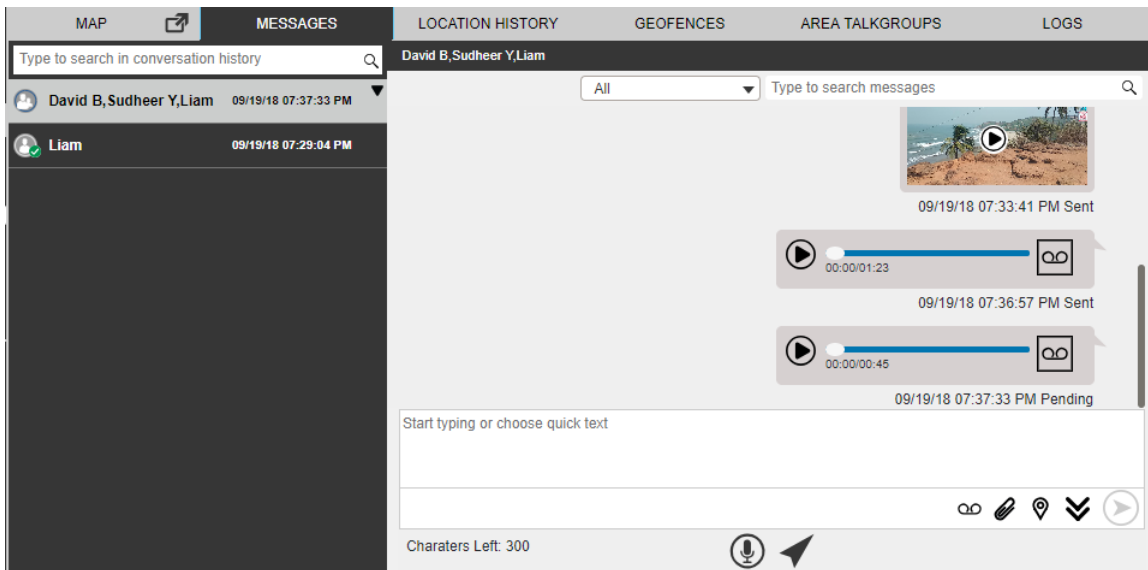 MAP MESSAGES LOCATION HISTORY GEOFENCES AREA TALKGROUPS LOGS
Type to search in conversation history
David B,Sudheer Y,Liam 09/19/18 07:37:33 PM
Liam 09/19/18 07:29:04 PM
David B,Sudheer Y,Liam
All Type to search messages
09/19/18 07:33:41 PM Sent
00:00/01:23
09/19/18 07:36:57 PM Sent
00:00/00:45
09/19/18 07:37:33 PM Pending
Start typing or choose quick text
Charaters Left: 300